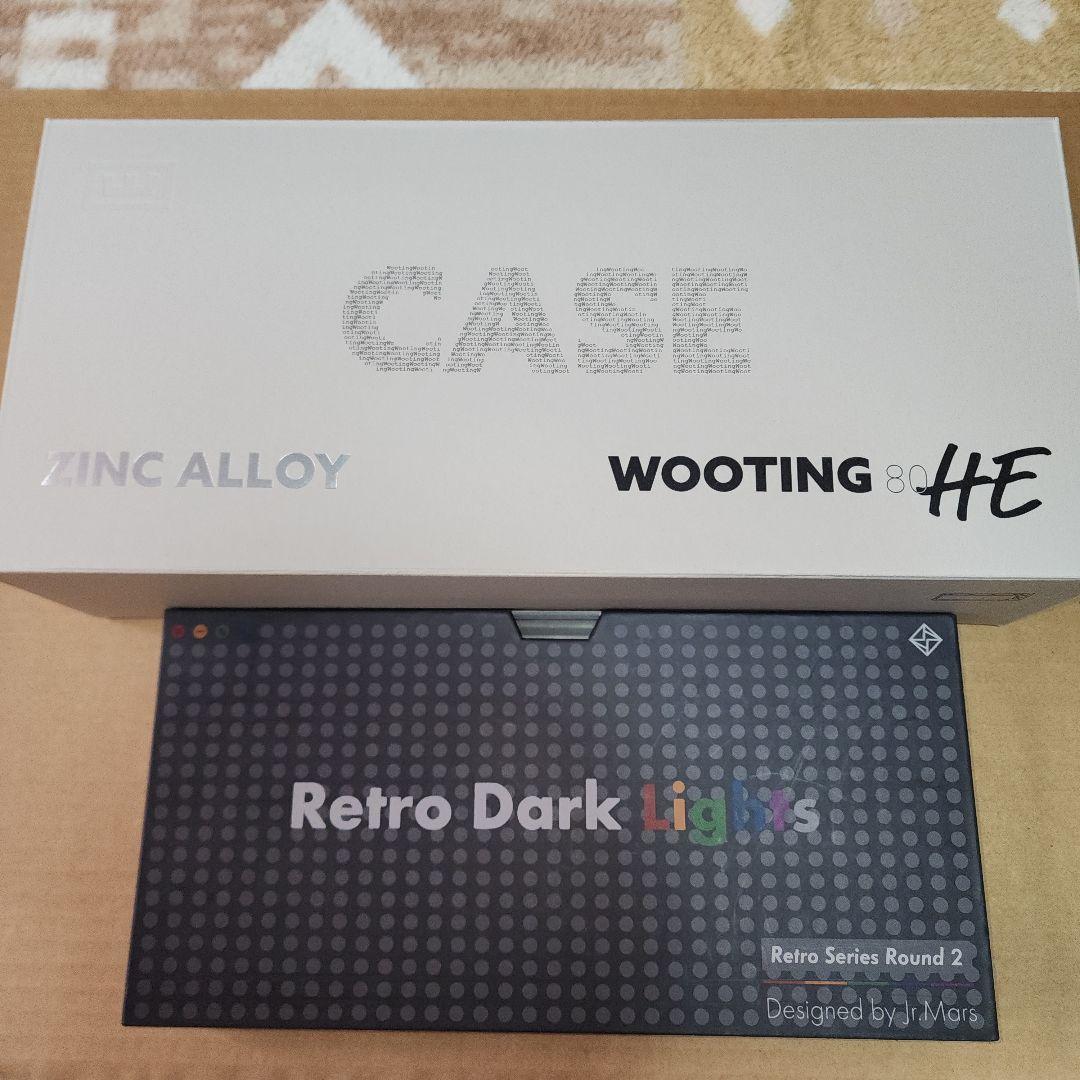 CASE
ZINC ALLOY
WOOTING 80HE
Retro Dark Lights
Retro Series Round 2
Designed by Jr.Mars